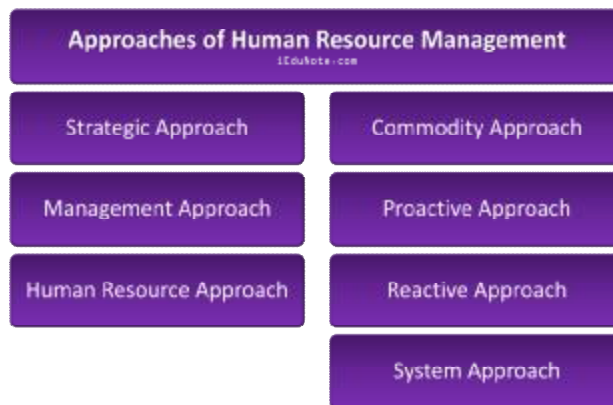 Approaches of Human Resource Management
iEduNote.com
Strategic Approach
Commodity Approach
Management Approach
Proactive Approach
Human Resource Approach
Reactive Approach
System Approach